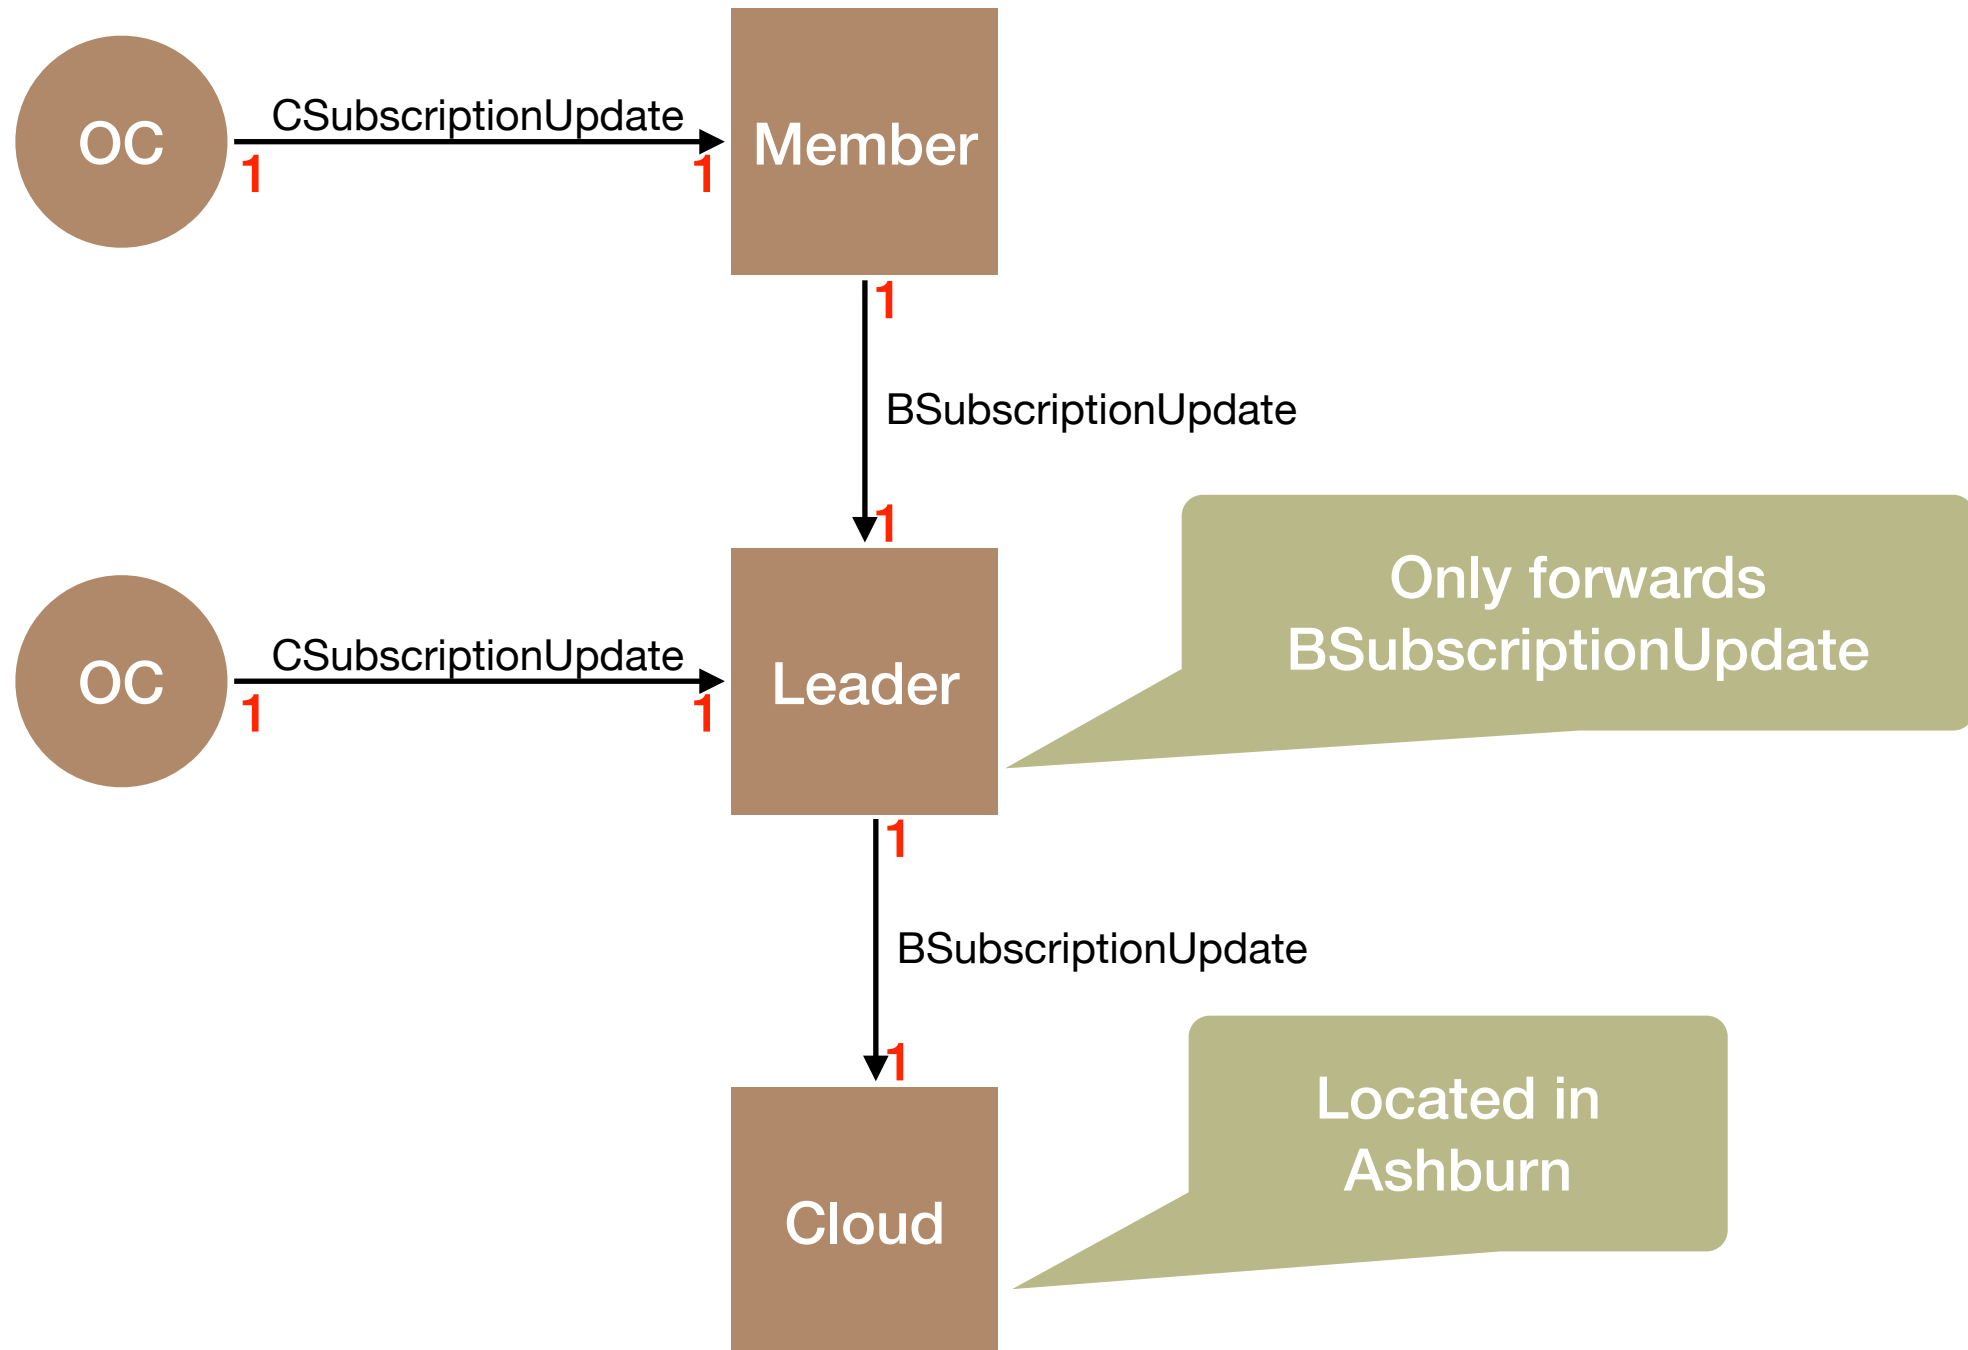 OC
CSubscriptionUpdate
1
1
Member
1
BSubscriptionUpdate
1
Only forwards
BSubscriptionUpdate
OC
CSubscriptionUpdate
1
1
Leader
1
BSubscriptionUpdate
1
Located in
Ashburn
Cloud